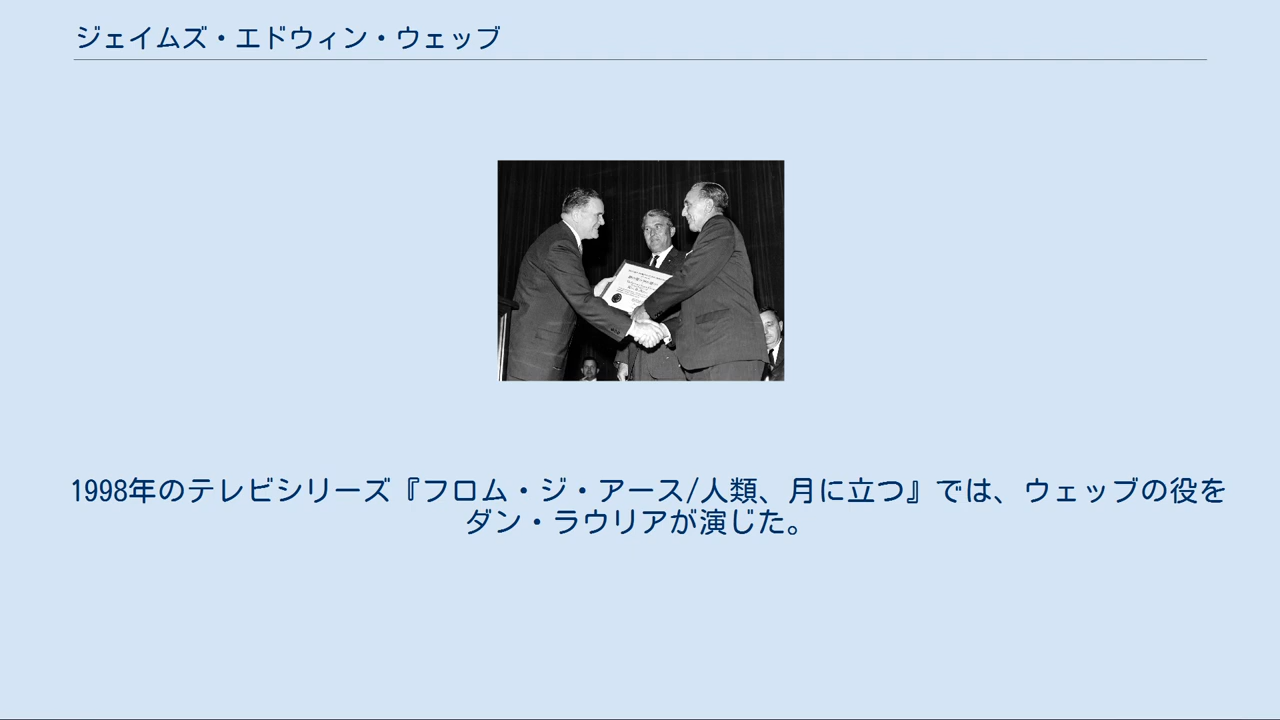 ジェイムズ・エドウィン・ウェッブ
1998年のテレビシリーズ『フロム・ジ・アース/人類、月に立つ』では、ウェッブの役を
ダン・ラウリアが演じた。